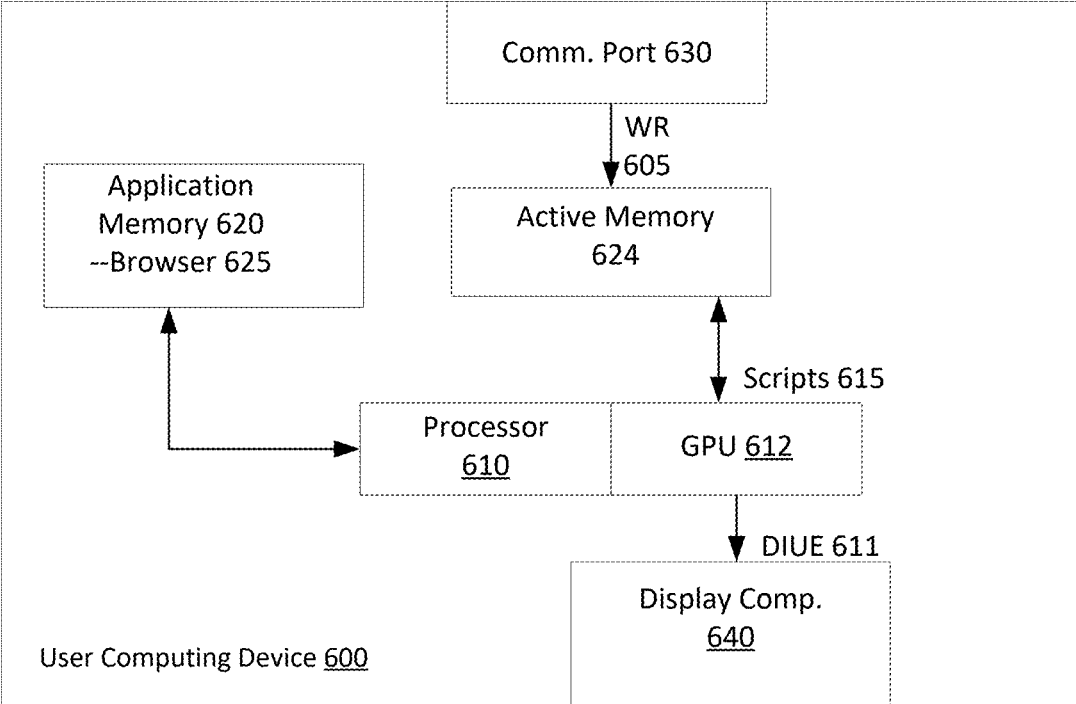 Comm. Port 630
WR
605
Application
Memory 620
--Browser 625
Active Memory
624
Scripts 615
Processor
610
GPU 612
DIUE 611
Display Comp.
640
User Computing Device 600